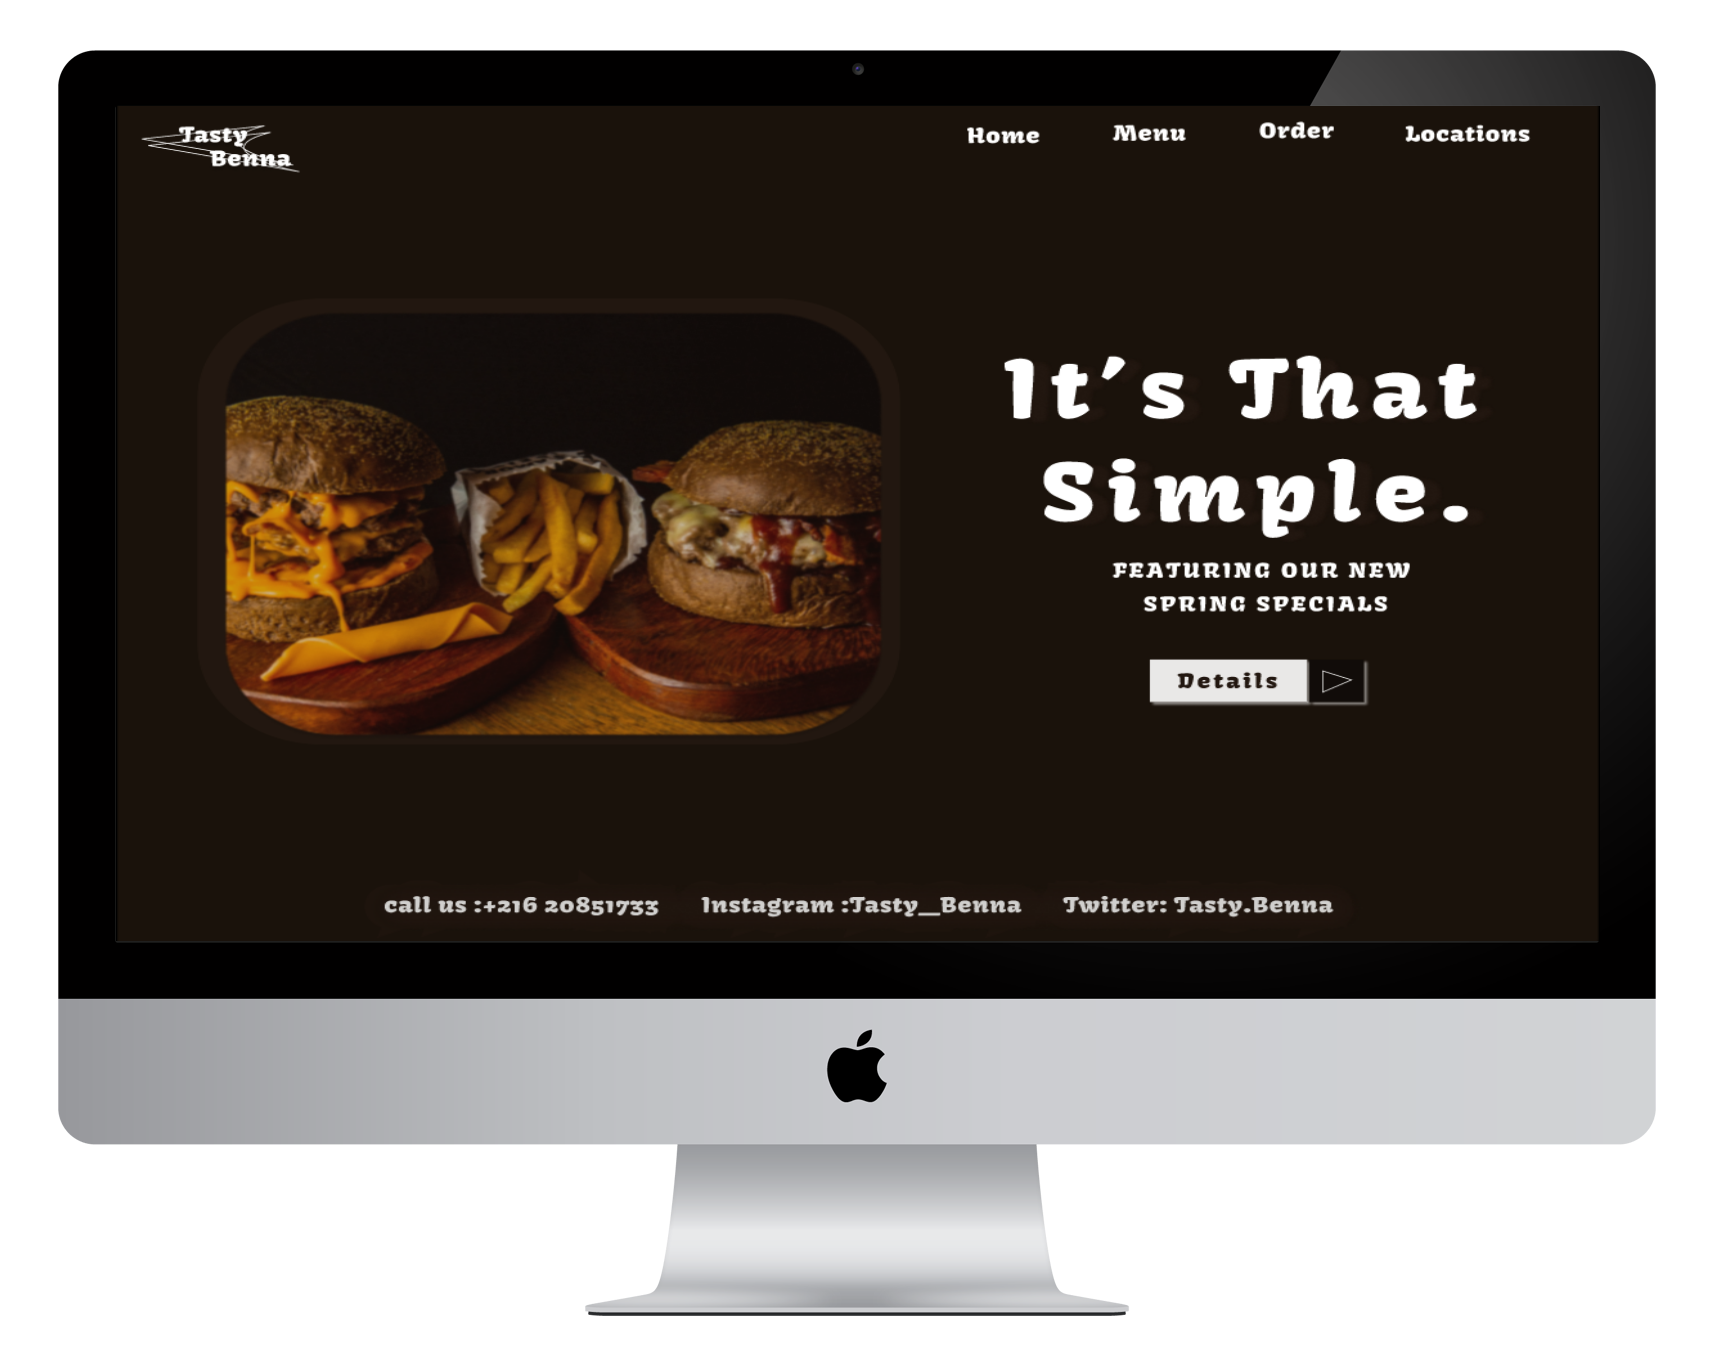 Tasty
Benna
Home Menu Order Locations
It's That
Simple.
FEATURING OUR NEW
SPRING SPECIALS
Details
call us :+216 20851733 Instagram :Tasty__Benna Twitter: Tasty.Benna